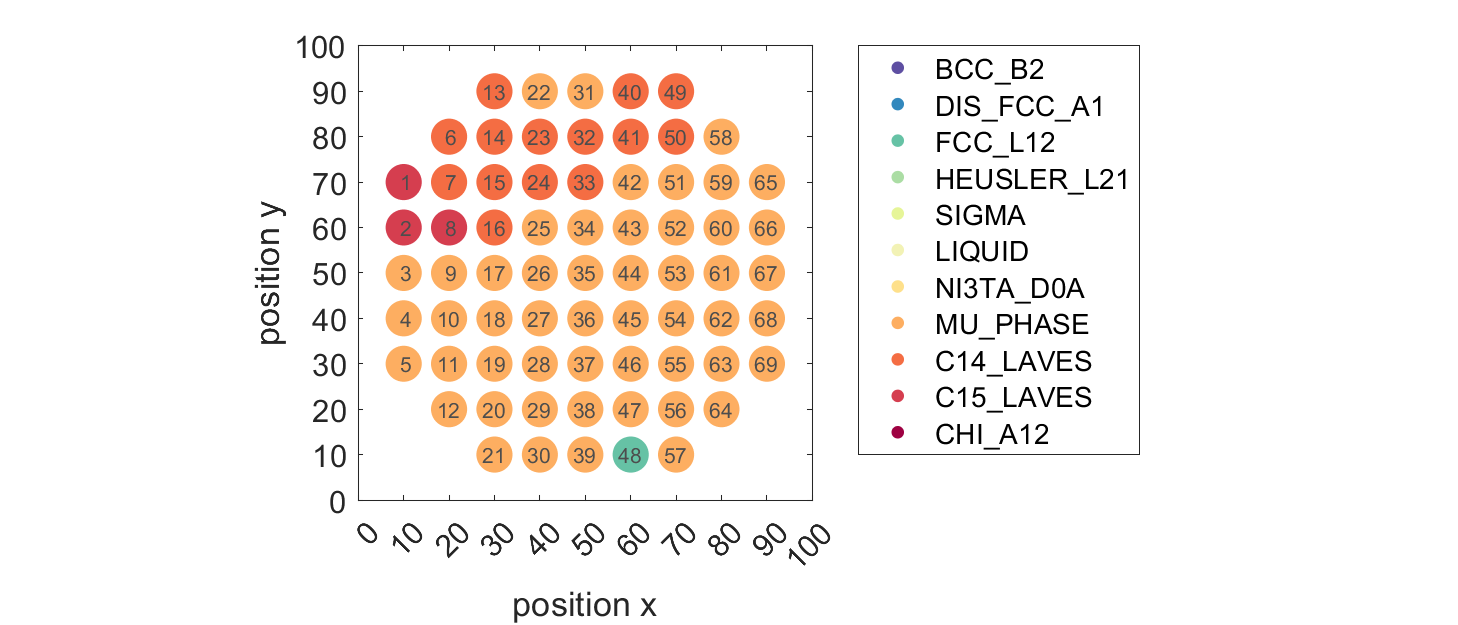 100
90
80
70
60
50
40
30
20
10
0
13 22 31 40 49
6 14 23 32 41 50 58
1 7 15 24 33 42 51 59 65
2 8 16 25 34 43 52 60 66
3 9 17 26 35 44 53 61 67
4 10 18 27 36 45 54 62 68
5 11 19 28 37 46 55 63 69
12 20 29 38 47 56 64
21 30 39 48 57
0 10 20 30 40 50 60 70 80 90 100
position x
position y
BCC_B2
DIS_FCC_A1
FCC_L12
HEUSLER_L21
SIGMA
LIQUID
NI3TA_D0A
MU_PHASE
C14_LAVES
C15_LAVES
CHI_A12